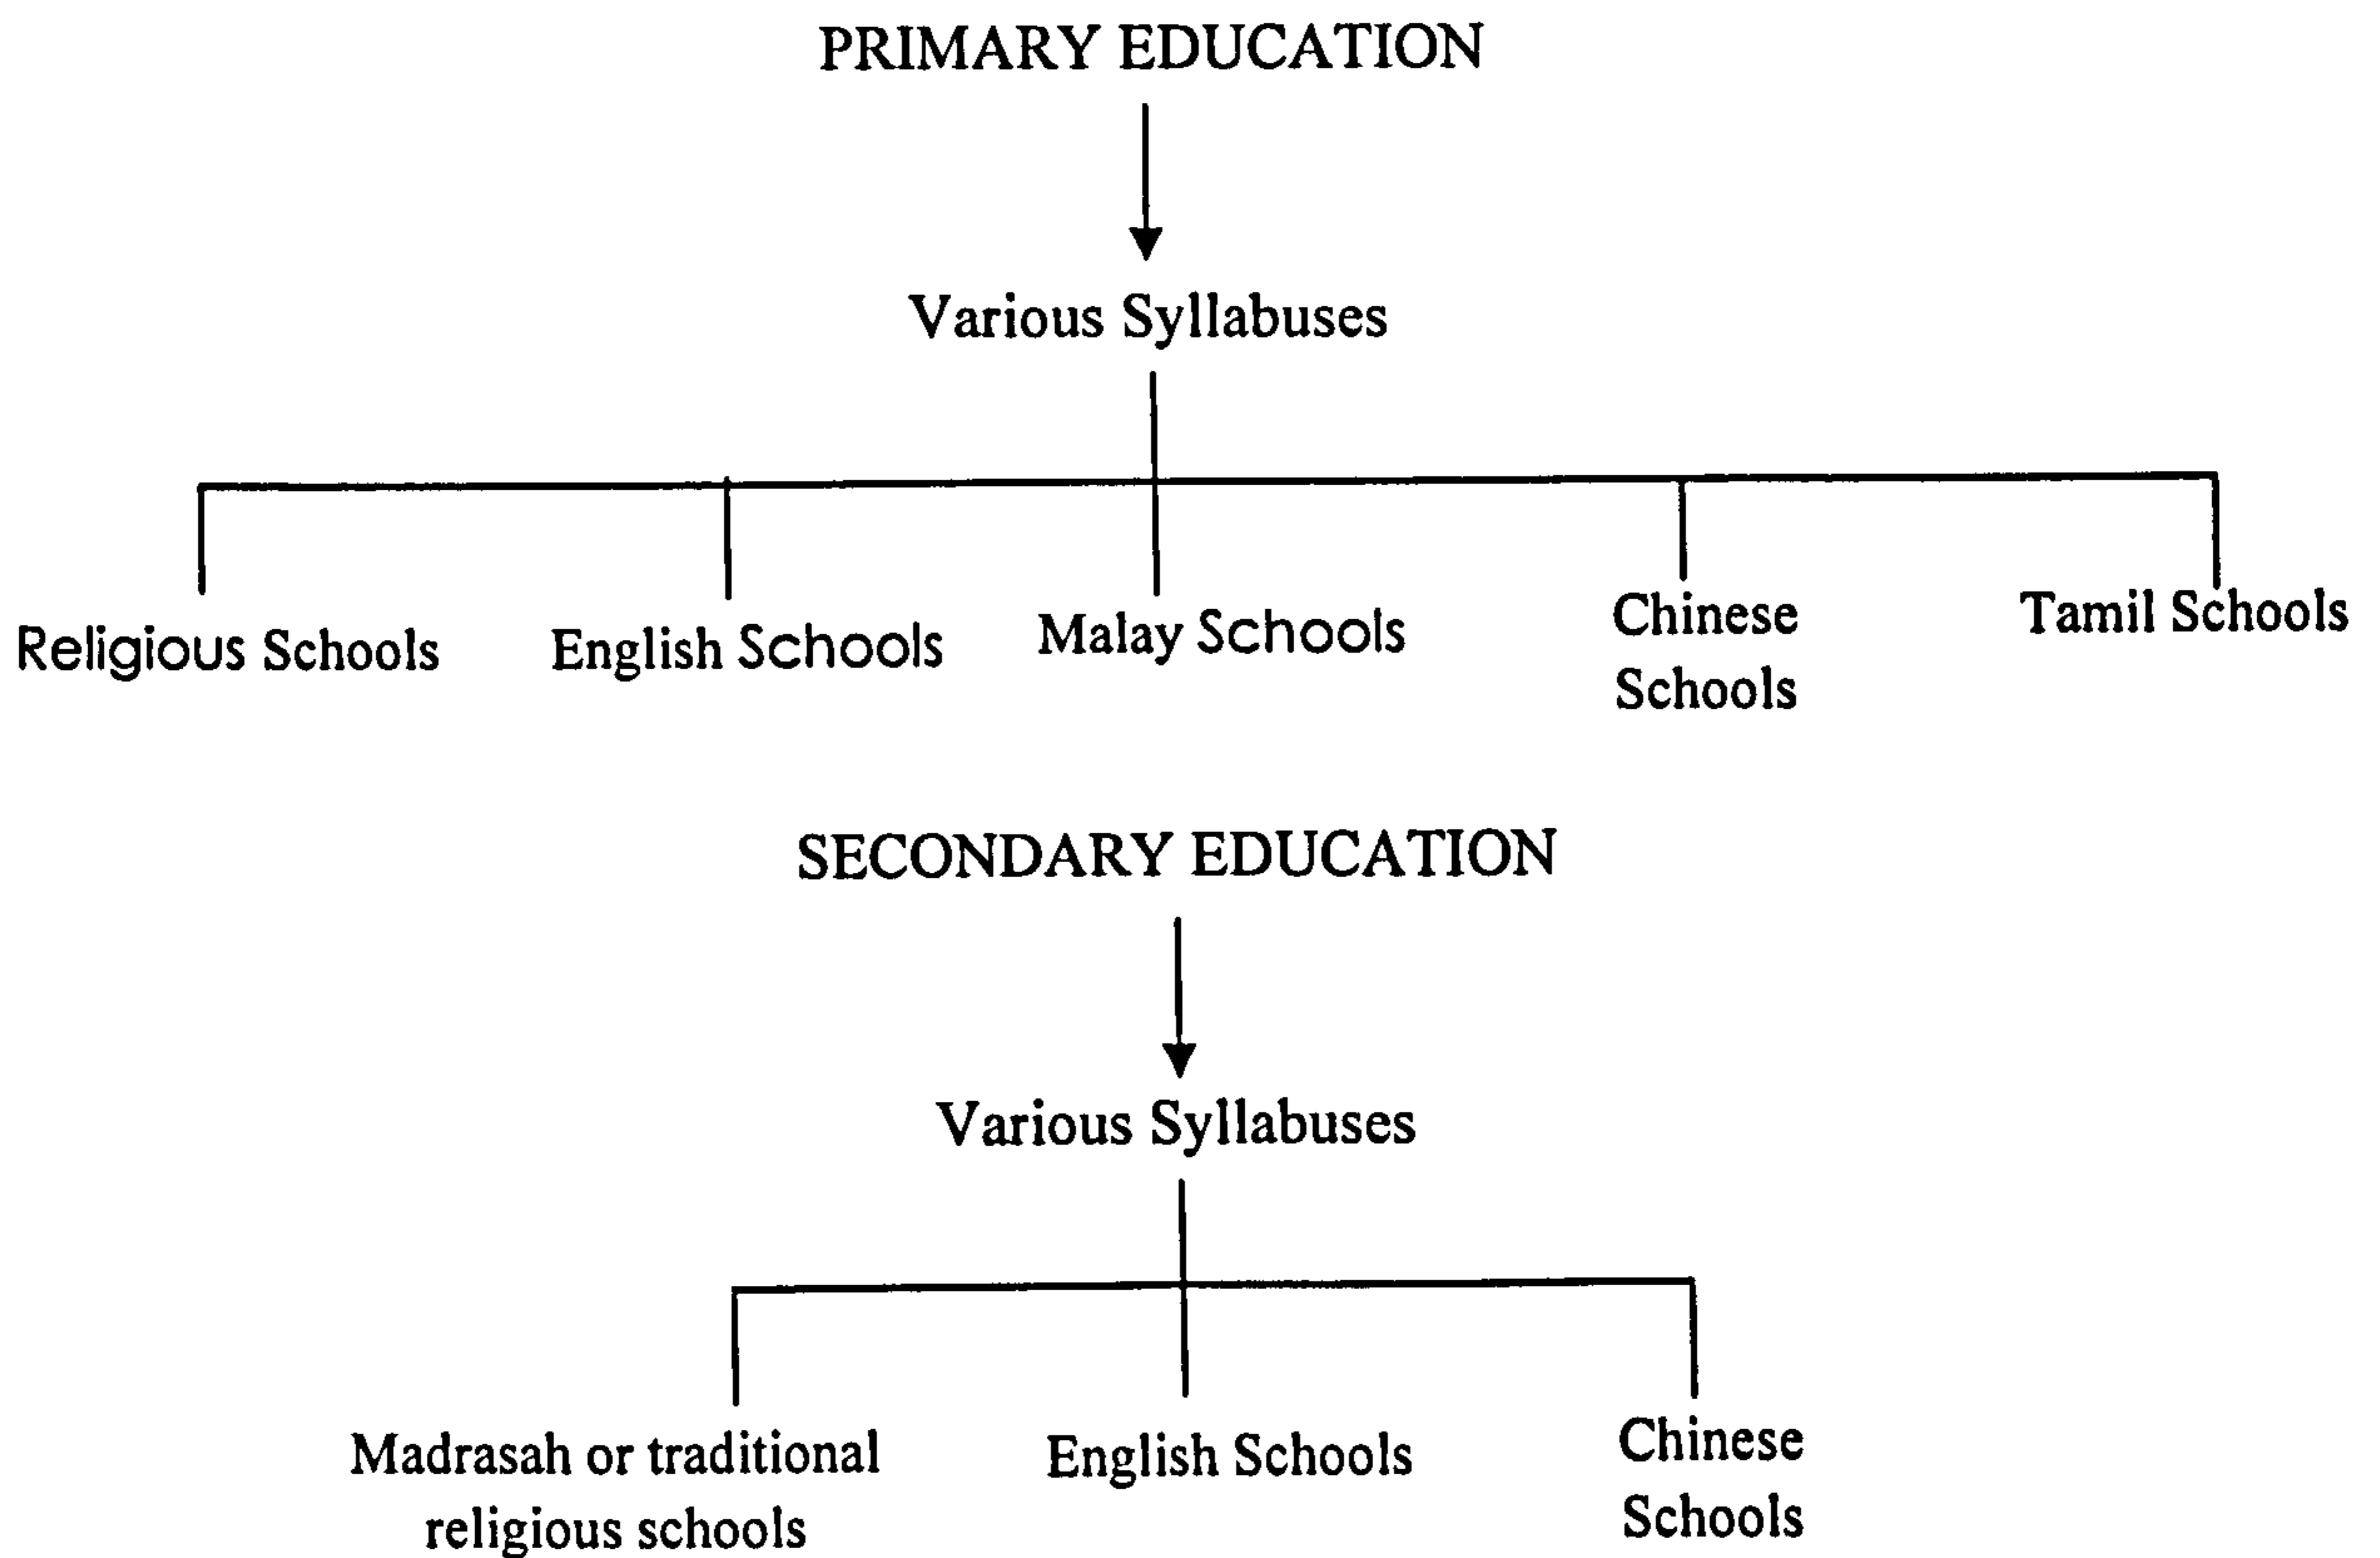 PRIMARY EDUCATION
Various Syllabuses
Religious Schools
English Schools
Malay Schools
Chinese
Schools
Tamil Schools
SECONDARY EDUCATION
Various Syllabuses
Madrasah or traditional
religious schools
English Schools
Chinese
Schools